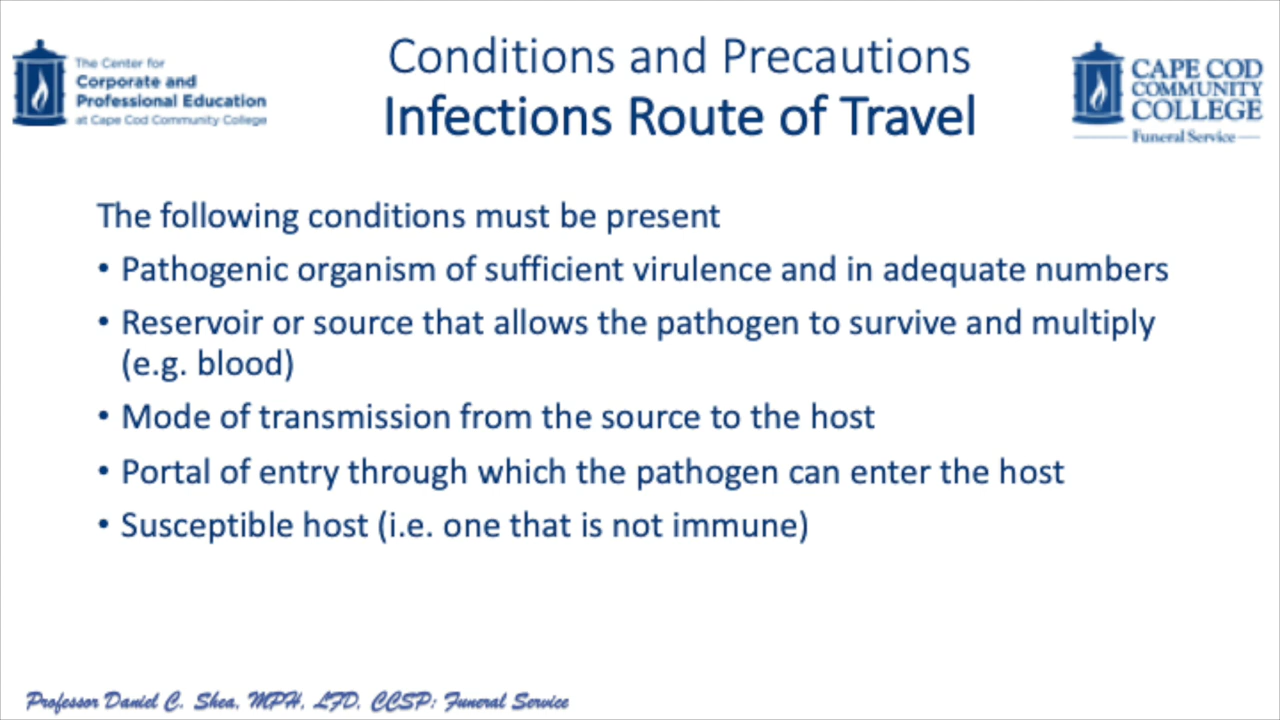 The Center for
Corporate and
Professional Education
at Cape Cod Community College
Conditions and Precautions
Infections Route of Travel
CAPE COD
COMMUNITY
COLLEGE
Funeral Service
The following conditions must be present
• Pathogenic organism of sufficient virulence and in adequate numbers
• Reservoir or source that allows the pathogen to survive and multiply
(e.g. blood)
• Mode of transmission from the source to the host
• Portal of entry through which the pathogen can enter the host
• Susceptible host (i.e. one that is not immune)
Professor Daniel C. Shea, MPH, LFD, CCSP: Funeral Service